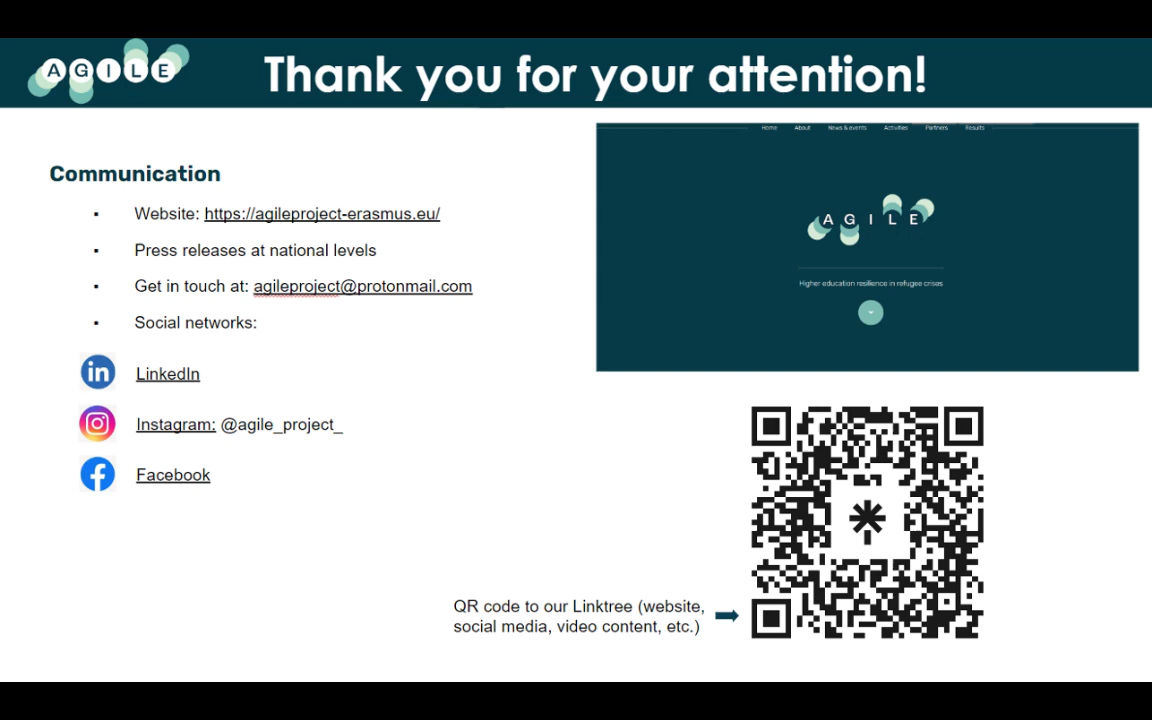 AGILE
Thank you for your attention!
Communication
▪ Website: https://agileproject-erasmus.eu/
▪ Press releases at national levels
▪ Get in touch at: agileproject@protonmail.com
▪ Social networks:
in LinkedIn
Instagram: @agile_project_
Facebook
Home About News & events Activities Partners Results
AGILE
Higher education resilience in refugee crises
QR code to our Linktree (website,
social media, video content, etc.)